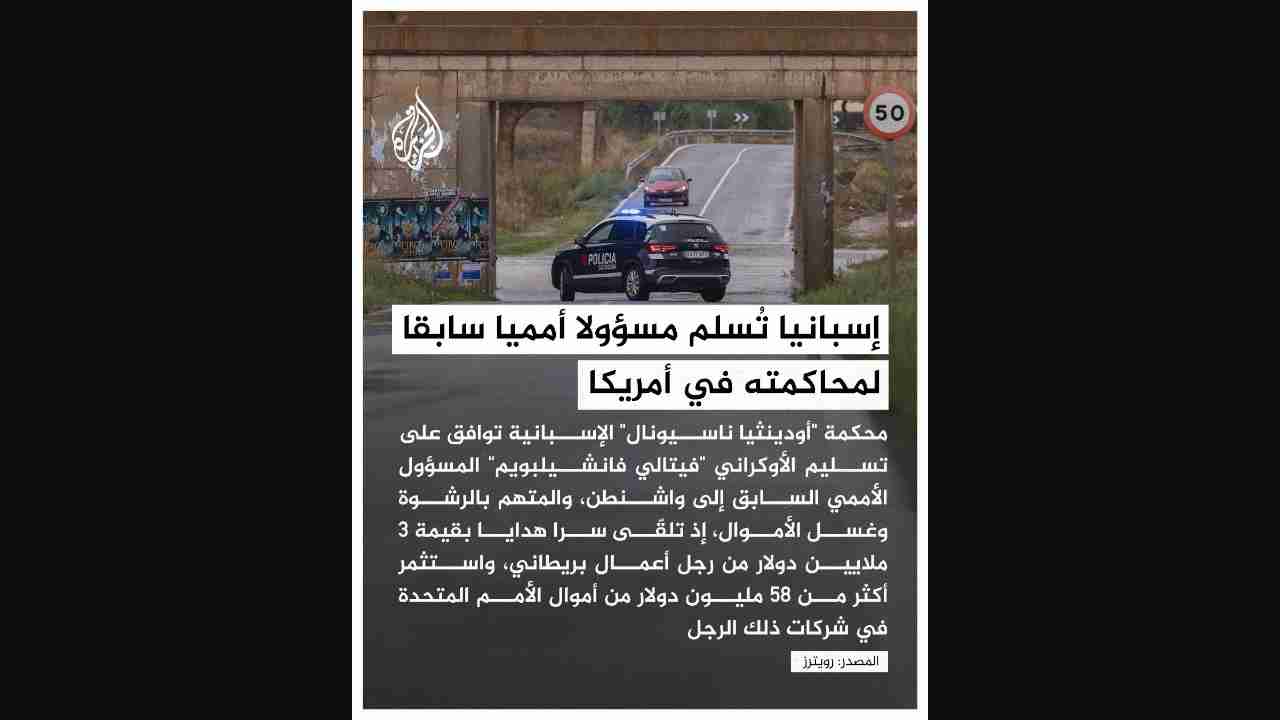 50
الجزيرة
POLICIA
إسبانيا تُسلم مسؤولا أمميا سابقا
لمحاكمته في أمريكا
محكمة "أودينثيا ناسيونال" الإسبانية توافق على
تسليم الأوكراني "فيتالي فانشيلبويم" المسؤول
الأممي السابق إلى واشنطن، والمتهم بالرشوة
وغسل الأموال، إذ تلقَى سرا هدايا بقيمة 3
ملايين دولار من رجل أعمال بريطاني، واستثمر
أكثر من 58 مليون دولار من أموال الأمم المتحدة
في شركات ذلك الرجل
المصدر: رويترز